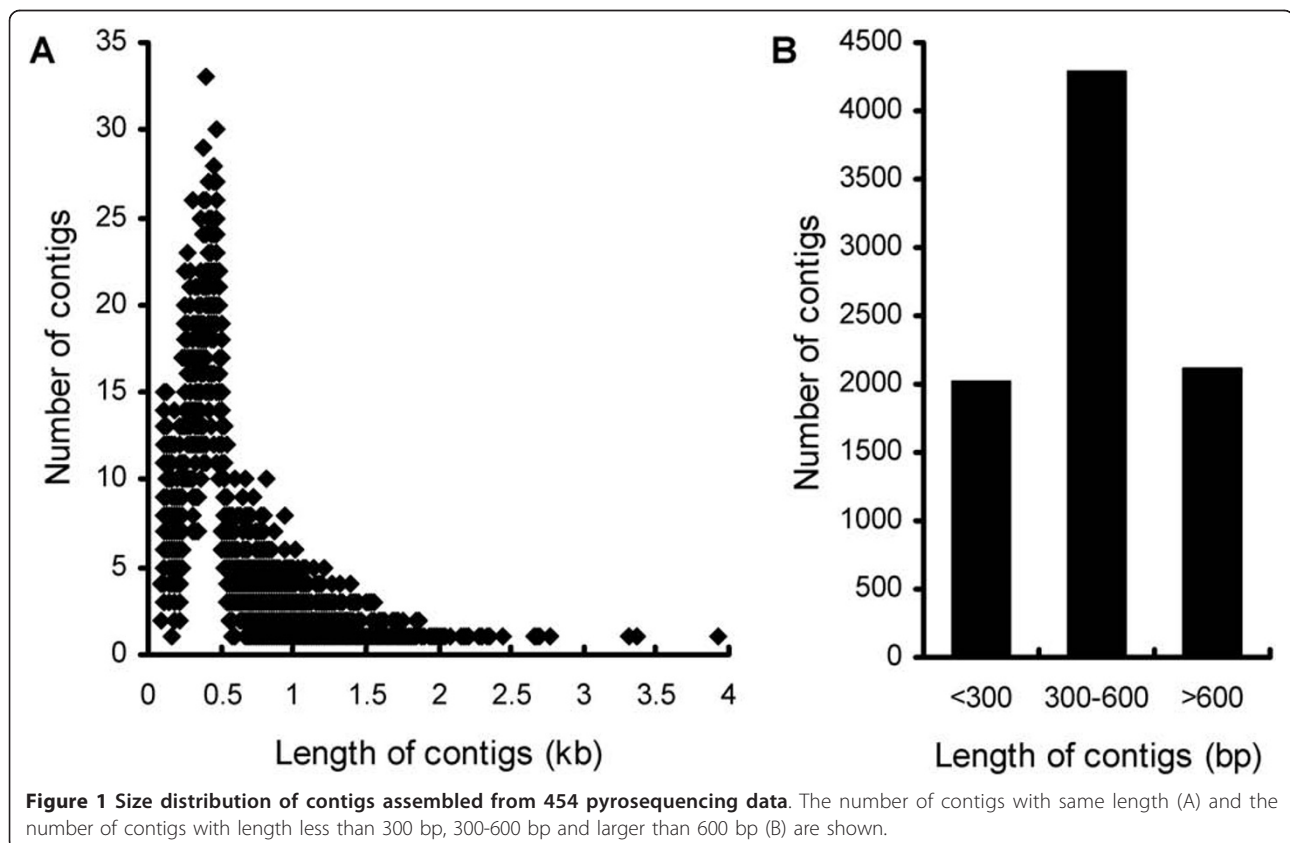 A
35
30
25
20
15
10
5
0
Number of contigs
0 0.5 1 1.5 2 2.5 3 3.5 4
Length of contigs (kb)
B
4500
4000
3500
3000
2500
2000
1500
1000
500
0
Number of contigs
<300 300-600 >600
Length of contigs (bp)
Figure 1 Size distribution of contigs assembled from 454 pyrosequencing data. The number of contigs with same length (A) and the
number of contigs with length less than 300 bp, 300-600 bp and larger than 600 bp (B) are shown.